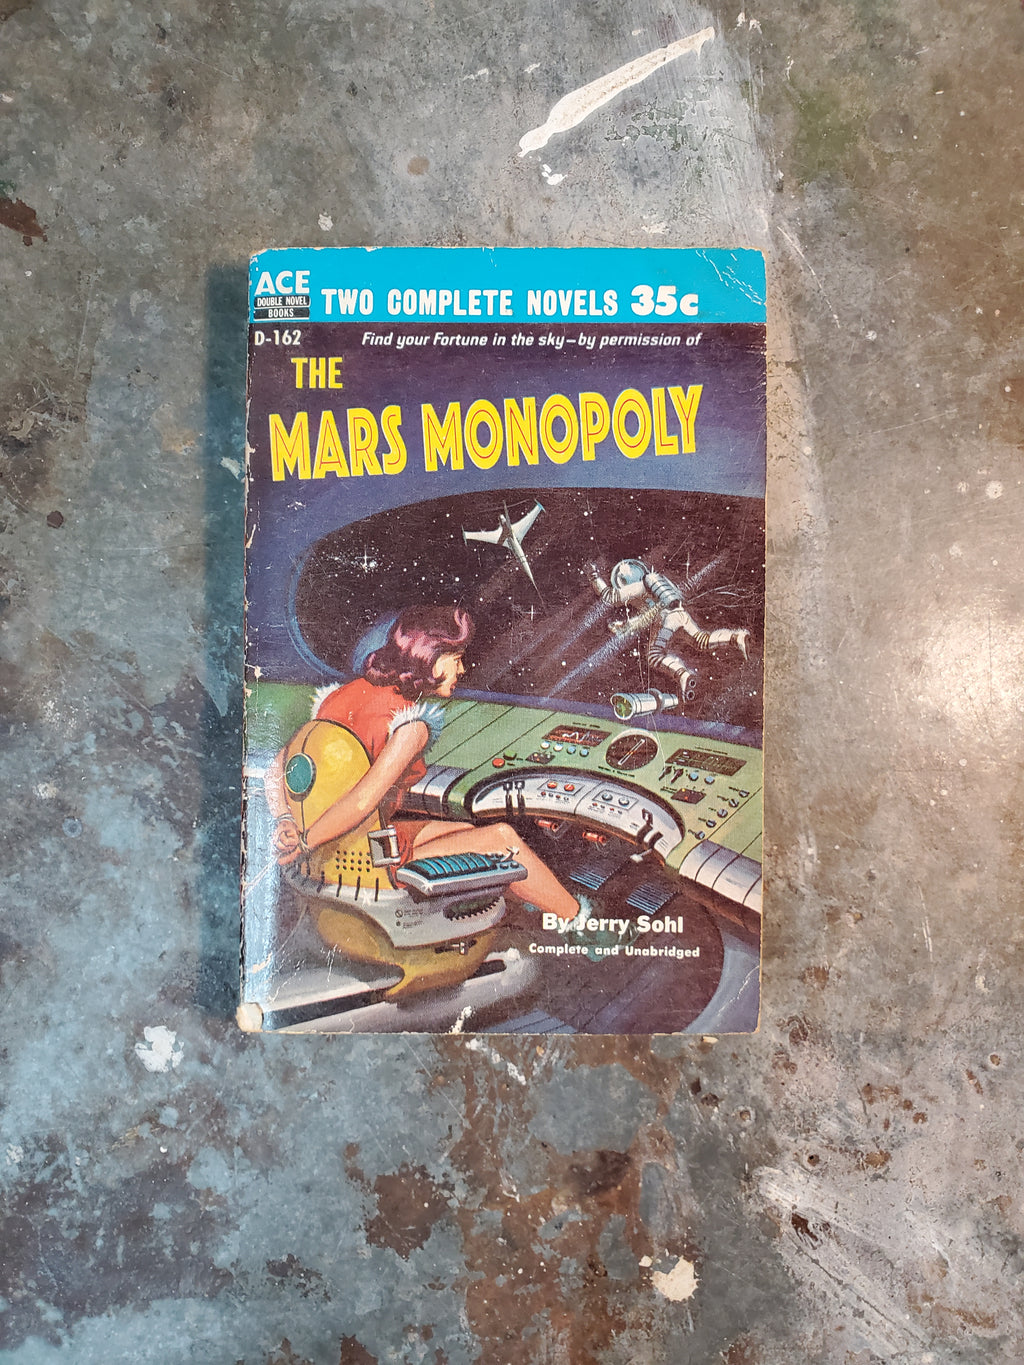 ACE
DOUBLE NOVEL
BOOKS
TWO COMPLETE NOVELS 35c
D-162
Find your Fortune in the sky—by permission of
THE
MARS MONOPOLY
By Jerry Sohl
Complete and Unabridged